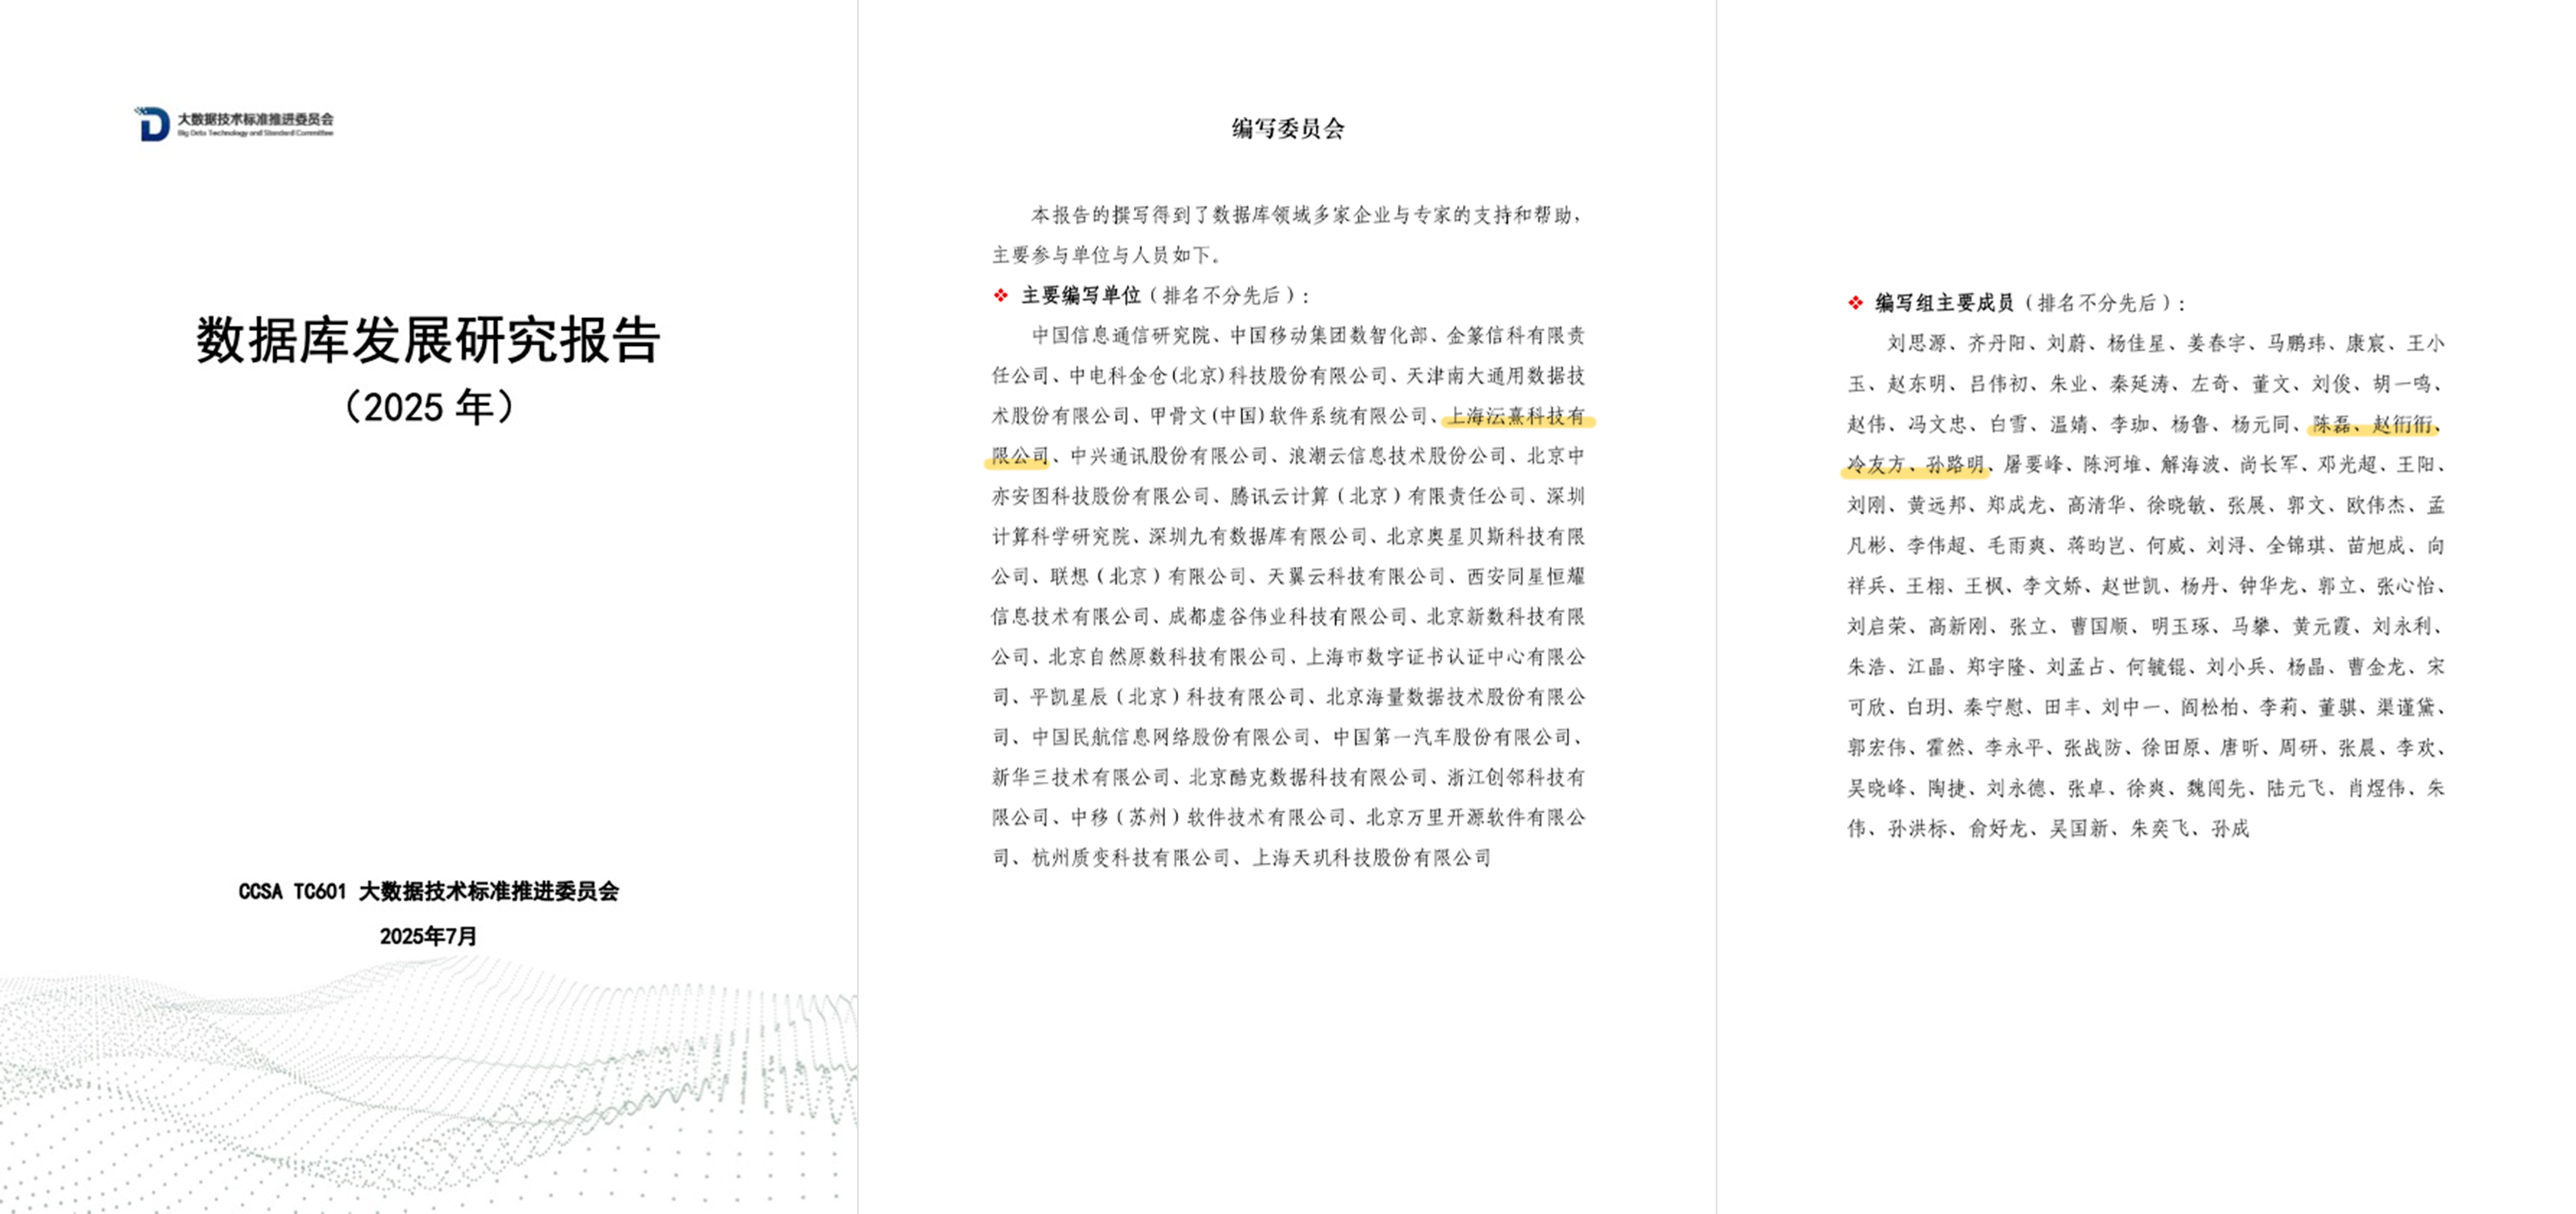 大数据技术标准推进委员会
Big Data Technology and Standard Committee
数据库发展研究报告
（2025 年）
CCSA TC601 大数据技术标准推进委员会
2025年7月
编写委员会
本报告的撰写得到了数据库领域多家企业与专家的支持和帮助，
主要参与单位与人员如下。
❖ 主要编写单位（排名不分先后）：
中国信息通信研究院、中国移动集团数智化部、金篆信科有限责
任公司、中电科金仓(北京)科技股份有限公司、天津南大通用数据技
术股份有限公司、甲骨文(中国)软件系统有限公司、上海沄熹科技有
限公司、中兴通讯股份有限公司、浪潮云信息技术股份公司、北京中
亦安图科技股份有限公司、腾讯云计算（北京）有限责任公司、深圳
计算科学研究院、深圳九有数据库有限公司、北京奥星贝斯科技有限
公司、联想（北京）有限公司、天翼云科技有限公司、西安同星恒耀
信息技术有限公司、成都虚谷伟业科技有限公司、北京新数科技有限
公司、北京自然原数科技有限公司、上海市数字证书认证中心有限公
司、平凯星辰（北京）科技有限公司、北京海量数据技术股份有限公
司、中国民航信息网络股份有限公司、中国第一汽车股份有限公司、
新华三技术有限公司、北京酷克数据科技有限公司、浙江创邻科技有
限公司、中移（苏州）软件技术有限公司、北京万里开源软件有限公
司、杭州质变科技有限公司、上海天玑科技股份有限公司
❖ 编写组主要成员（排名不分先后）：
刘思源、齐丹阳、刘蔚、杨佳星、姜春宇、马鹏玮、康宸、王小
玉、赵东明、吕伟初、朱业、秦延涛、左奇、董文、刘俊、胡一鸣、
赵伟、冯文忠、白雪、温婧、李珈、杨鲁、杨元同、陈磊、赵衍衍、
冷友方、孙路明、屠要峰、陈河堆、解海波、尚长军、邓光超、王阳、
刘刚、黄远邦、郑成龙、高清华、徐晓敏、张展、郭文、欧伟杰、孟
凡彬、李伟超、毛雨爽、蒋昀岂、何威、刘浔、全锦琪、苗旭成、向
祥兵、王栩、王枫、李文娇、赵世凯、杨丹、钟华龙、郭立、张心怡、
刘启荣、高新刚、张立、曹国顺、明玉琢、马攀、黄元霞、刘永利、
朱浩、江晶、郑宇隆、刘孟占、何毓锟、刘小兵、杨晶、曹金龙、宋
可欣、白玥、秦宁慰、田丰、刘中一、阎松柏、李莉、董骐、渠谨黛、
郭宏伟、霍然、李永平、张战防、徐田原、唐昕、周研、张晨、李欢、
吴晓峰、陶捷、刘永德、张卓、徐爽、魏闯先、陆元飞、肖煜伟、朱
伟、孙洪标、俞好龙、吴国新、朱奕飞、孙成